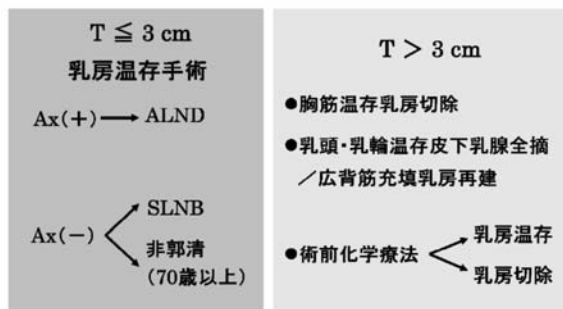 T ≦ 3 cm
乳房温存手術
Ax(+) → ALND
Ax(−)
SLNB
非郭清
(70歳以上)
T > 3 cm
●胸筋温存乳房切除
●乳頭・乳輪温存皮下乳腺全摘
／広背筋充填乳房再建
●術前化学療法
乳房温存
乳房切除